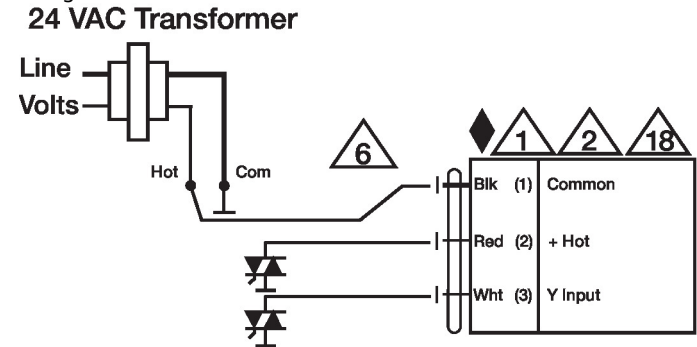 24 VAC Transformer
Line
Volts
Hot
Com
6
1
2
18
Blk (1) Common
Red (2) + Hot
Wht (3) Y Input